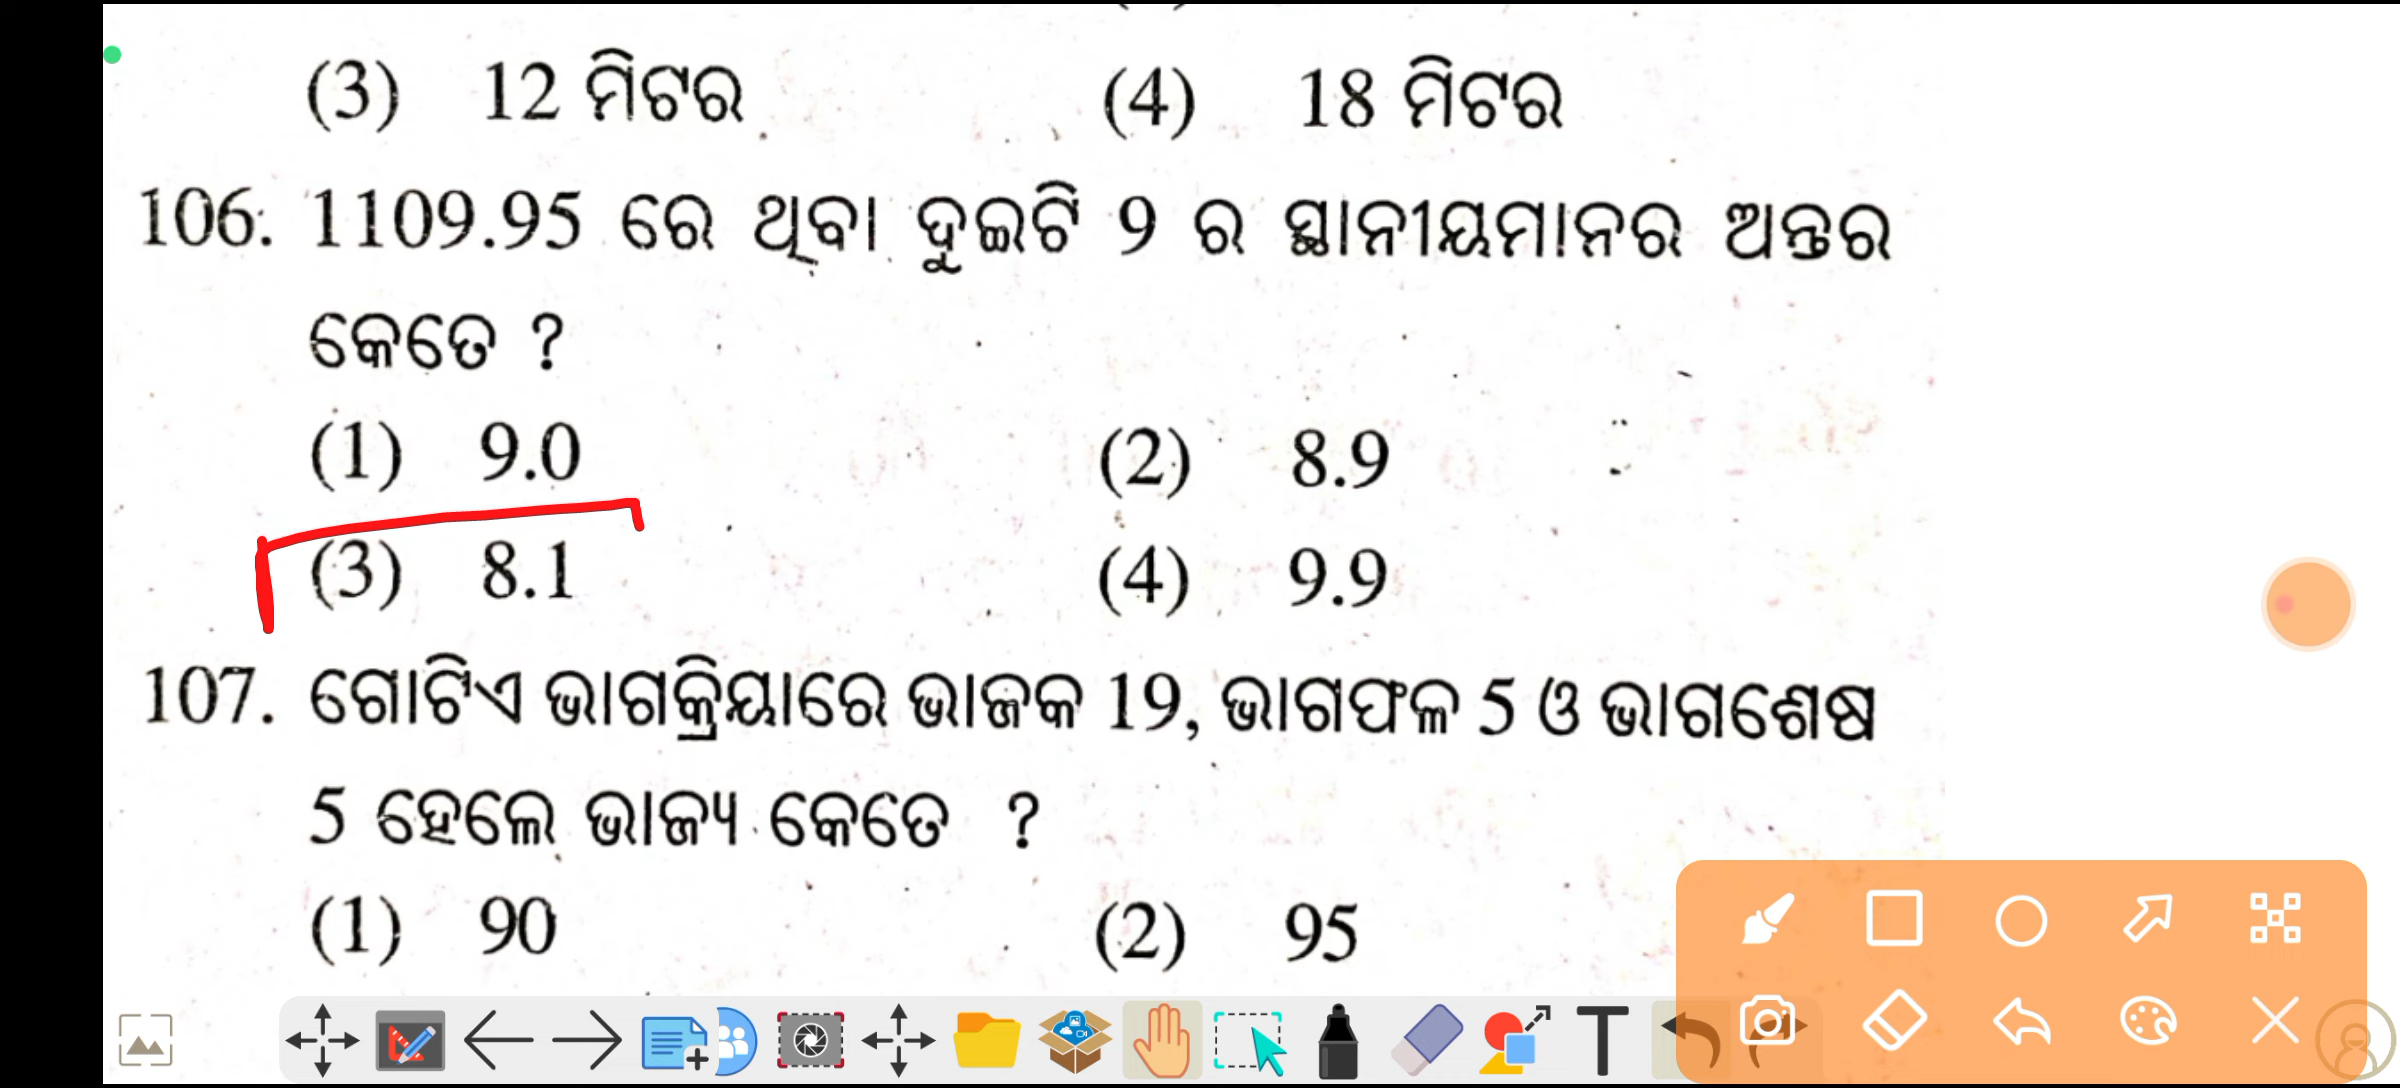 (3) 12 ମିଟର (4) 18 ମିଟର
106. 1109.95 ରେ ଥିବା ଦୁଇଟି 9 ର ସ୍ଥାନୀୟମାନର ଅନ୍ତର
କେତେ ?
(1) 9.0 (2) 8.9
(3) 8.1 (4) 9.9
107. ଗୋଟିଏ ଭାଗକ୍ରିୟାରେ ଭାଜକ 19, ଭାଗଫଳ 5 ଓ ଭାଗଶେଷ
5 ହେଲେ ଭାଜ୍ୟ କେତେ ?
(1) 90 (2) 95